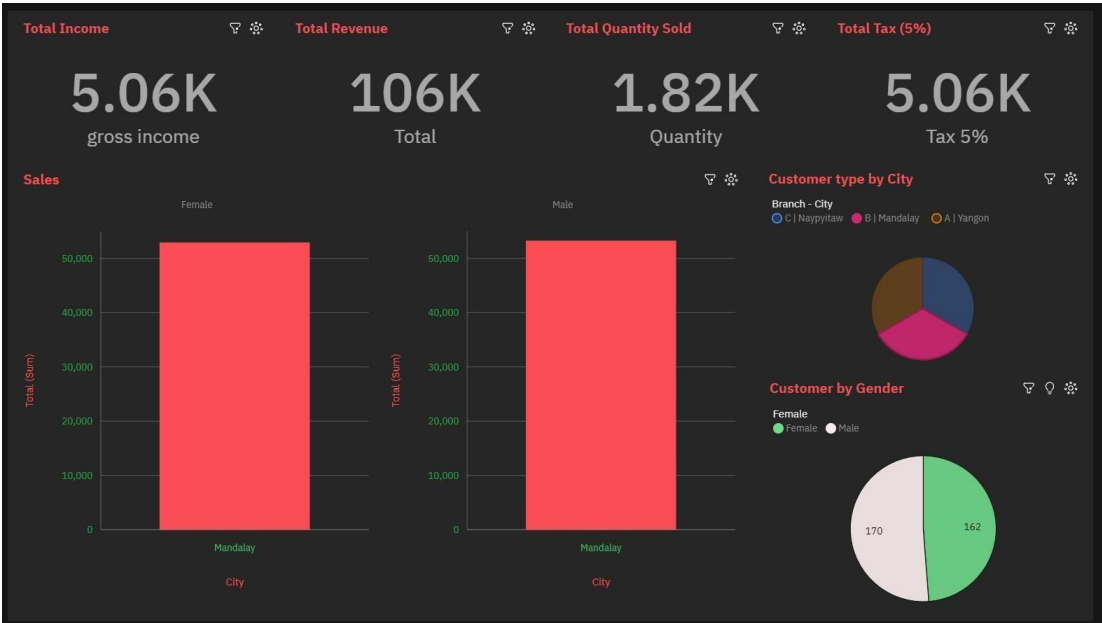 Total Income
Total Revenue
Total Quantity Sold
Total Tax (5%)
5.06K
gross income
106K
Total
1.82K
Quantity
5.06K
Tax 5%
Sales
Female
Male
Total (Sum)
50,000
40,000
30,000
20,000
10,000
0
Mandalay
City
Total (Sum)
50,000
40,000
30,000
20,000
10,000
0
Mandalay
City
Customer type by City
Branch - City
C | Naypyitaw B | Mandalay A | Yangon
Customer by Gender
Female
Female Male
170
162